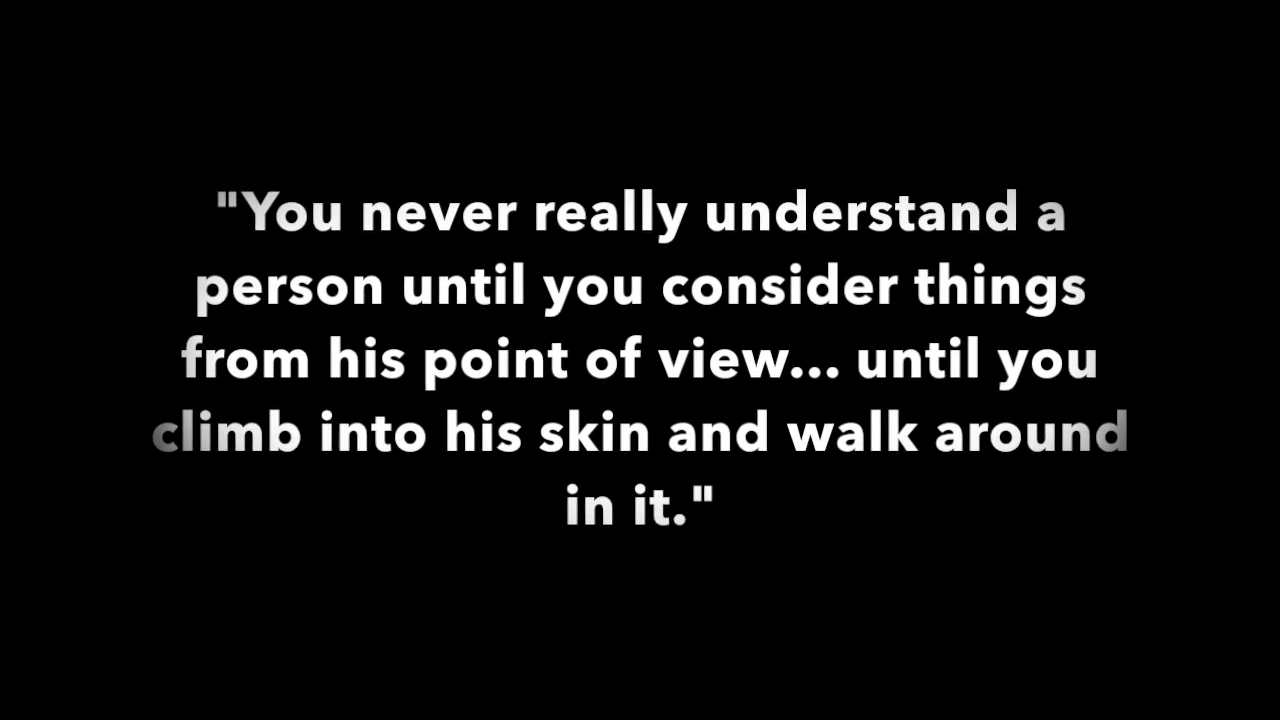 "You never really understand a
person until you consider things
from his point of view... until you
climb into his skin and walk around
in it."